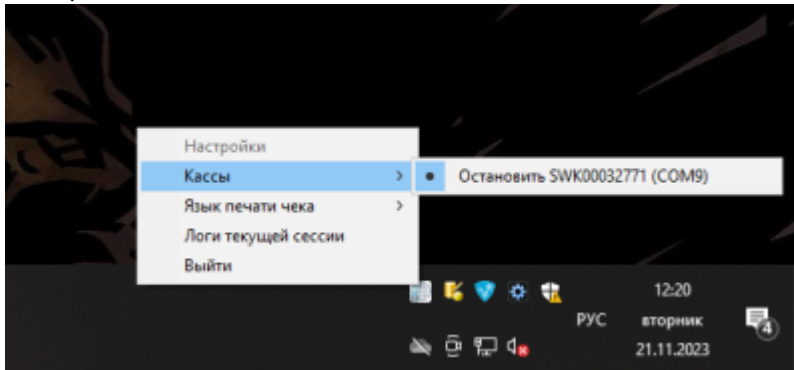 Настройки
Кассы
Остановить SWK00032771 (COM9)
Язык печати чека
Логи текущей сессии
Выйти
12:20
РУС
вторник
21.11.2023
4